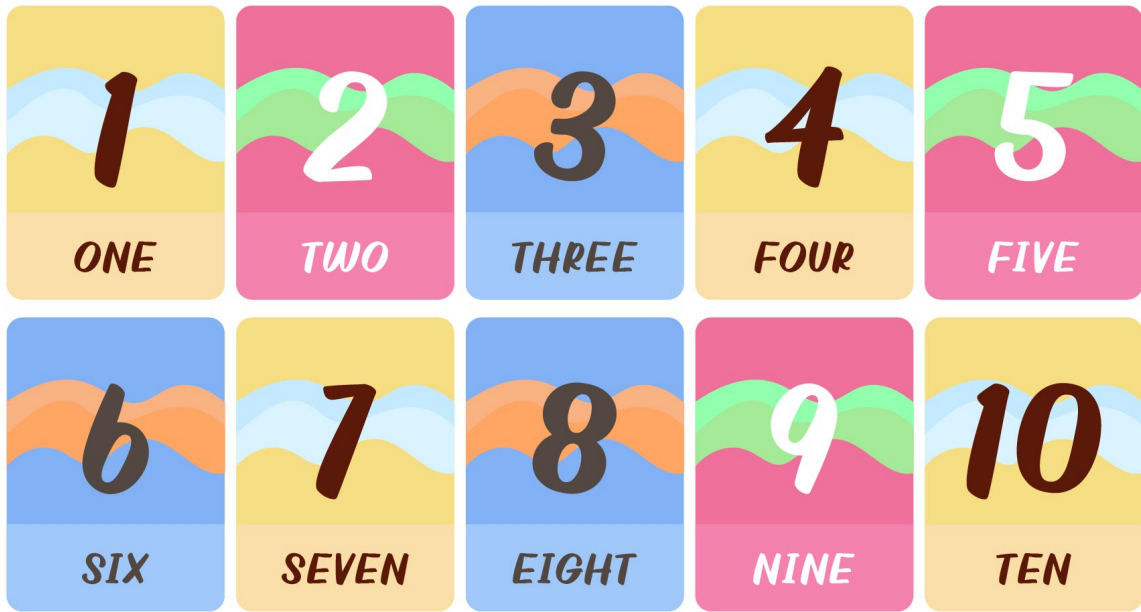 1
ONE
2
TWO
3
THREE
4
FOUR
5
FIVE
6
SIX
7
SEVEN
8
EIGHT
9
NINE
10
TEN